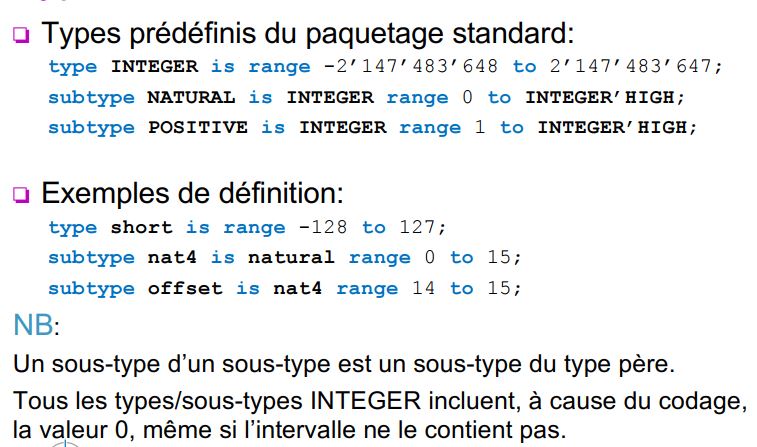 Types prédéfinis du paquetage standard:
type INTEGER is range -2’147’483’648 to 2’147’483’647;
subtype NATURAL is INTEGER range 0 to INTEGER’HIGH;
subtype POSITIVE is INTEGER range 1 to INTEGER’HIGH;
Exemples de définition:
type short is range -128 to 127;
subtype nat4 is natural range 0 to 15;
subtype offset is nat4 range 14 to 15;
NB:
Un sous-type d’un sous-type est un sous-type du type père.
Tous les types/sous-types INTEGER incluent, à cause du codage,
la valeur 0, même si l’intervalle ne le contient pas.